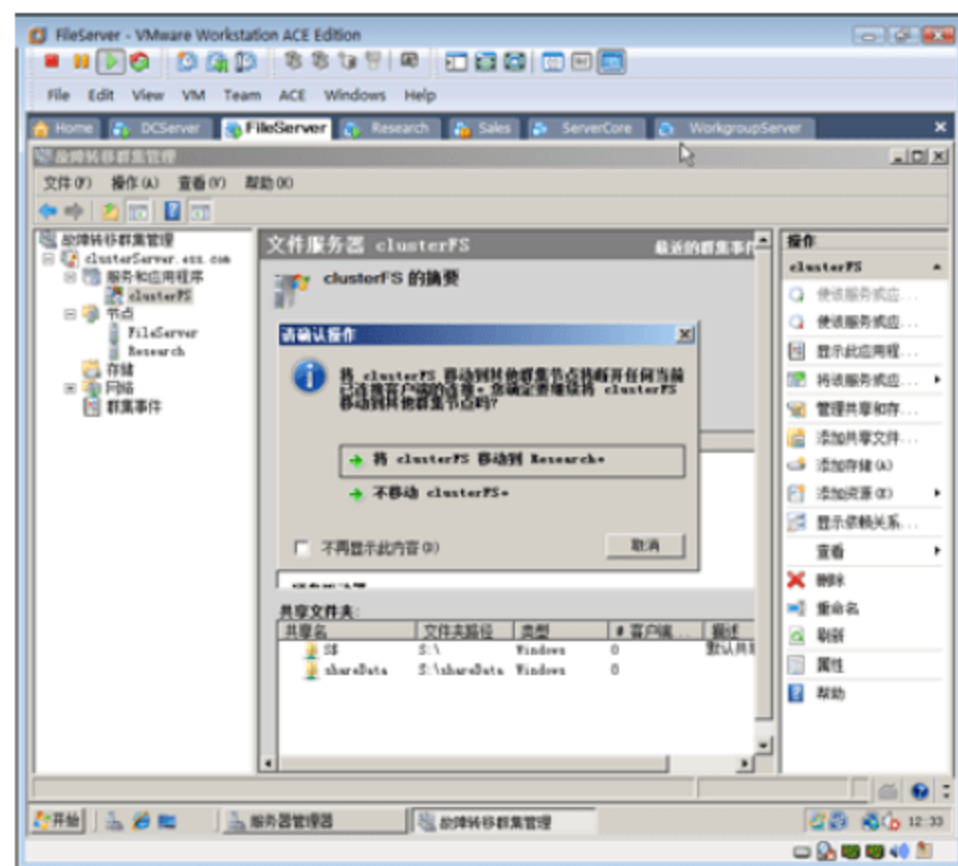 FileServer - VMware Workstation ACE Edition
File Edit View VM Team ACE Windows Help
Home DCServer FileServer Research Sales ServerCore WorkgroupServer
故障转移群集管理
文件(F) 操作(A) 查看(V) 帮助(H)
故障转移群集管理
clusterServer.ess.com
服务和应用程序
clusterFS
节点
FileServer
Research
存储
网络
群集事件
文件服务器 clusterFS 最近的群集事件
clusterFS 的摘要
请确认操作
将 clusterFS 移动到其他群集节点将断开任何当前
已连接客户端的连接。您确定要继续将 clusterFS
移动到其他群集节点吗?
将 clusterFS 移动到 Research。
不移动 clusterFS。
不再显示此内容(D) 取消
共享文件夹:
共享名 文件夹路径 类型 # 客户端... 描述
S$ S:\ Windows 0 默认共享
shareData S:\shareData Windows 0
操作
clusterFS
使该服务或应...
使该服务或应...
显示此应用程...
将该服务或应...
管理共享和存...
添加共享文件...
添加存储(A)
添加资源(R)
显示依赖关系...
查看
删除
重命名
刷新
属性
帮助
开始 服务器管理器 故障转移群集管理 12:33